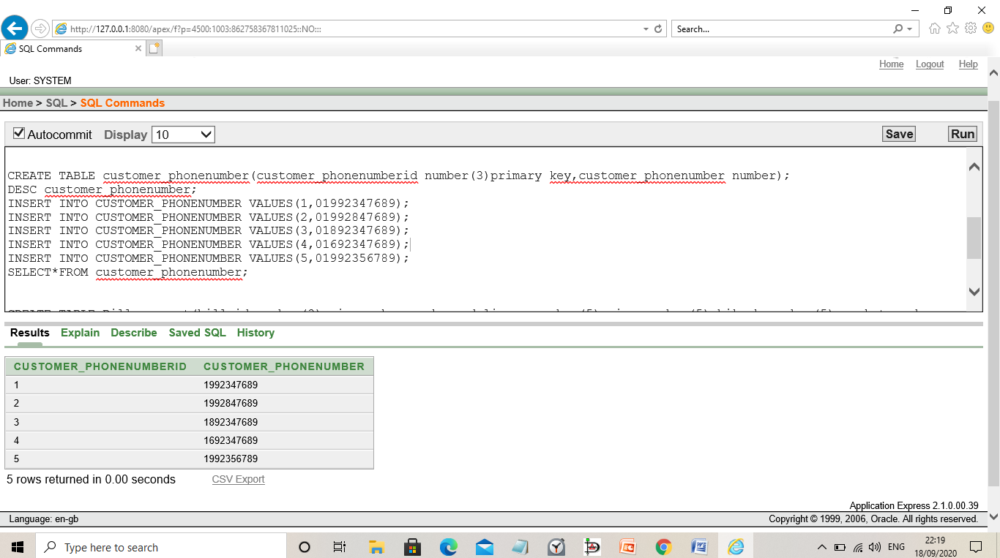 http://127.0.0.1:8080/apex/f?p=4500:1003:862758367811025::NO:::
Search...
SQL Commands
Home Logout Help
User: SYSTEM
Home > SQL > SQL Commands
Autocommit Display 10 Save Run
CREATE TABLE customer_phonenumber(customer_phonenumberid number(3)primary key,customer_phonenumber number);
DESC customer_phonenumber;
INSERT INTO CUSTOMER_PHONENUMBER VALUES(1,01992347689);
INSERT INTO CUSTOMER_PHONENUMBER VALUES(2,01992847689);
INSERT INTO CUSTOMER_PHONENUMBER VALUES(3,01892347689);
INSERT INTO CUSTOMER_PHONENUMBER VALUES(4,01692347689);
INSERT INTO CUSTOMER_PHONENUMBER VALUES(5,01992356789);
SELECT*FROM customer_phonenumber;
CREATE TABLE
Results Explain Describe Saved SQL History
CUSTOMER_PHONENUMBERID CUSTOMER_PHONENUMBER
1 1992347689
2 1992847689
3 1892347689
4 1692347689
5 1992356789
5 rows returned in 0.00 seconds CSV Export
Application Express 2.1.0.00.39
Language: en-gb Copyright © 1999, 2006, Oracle. All rights reserved.
Type here to search
ENG
22:19
18/09/2020